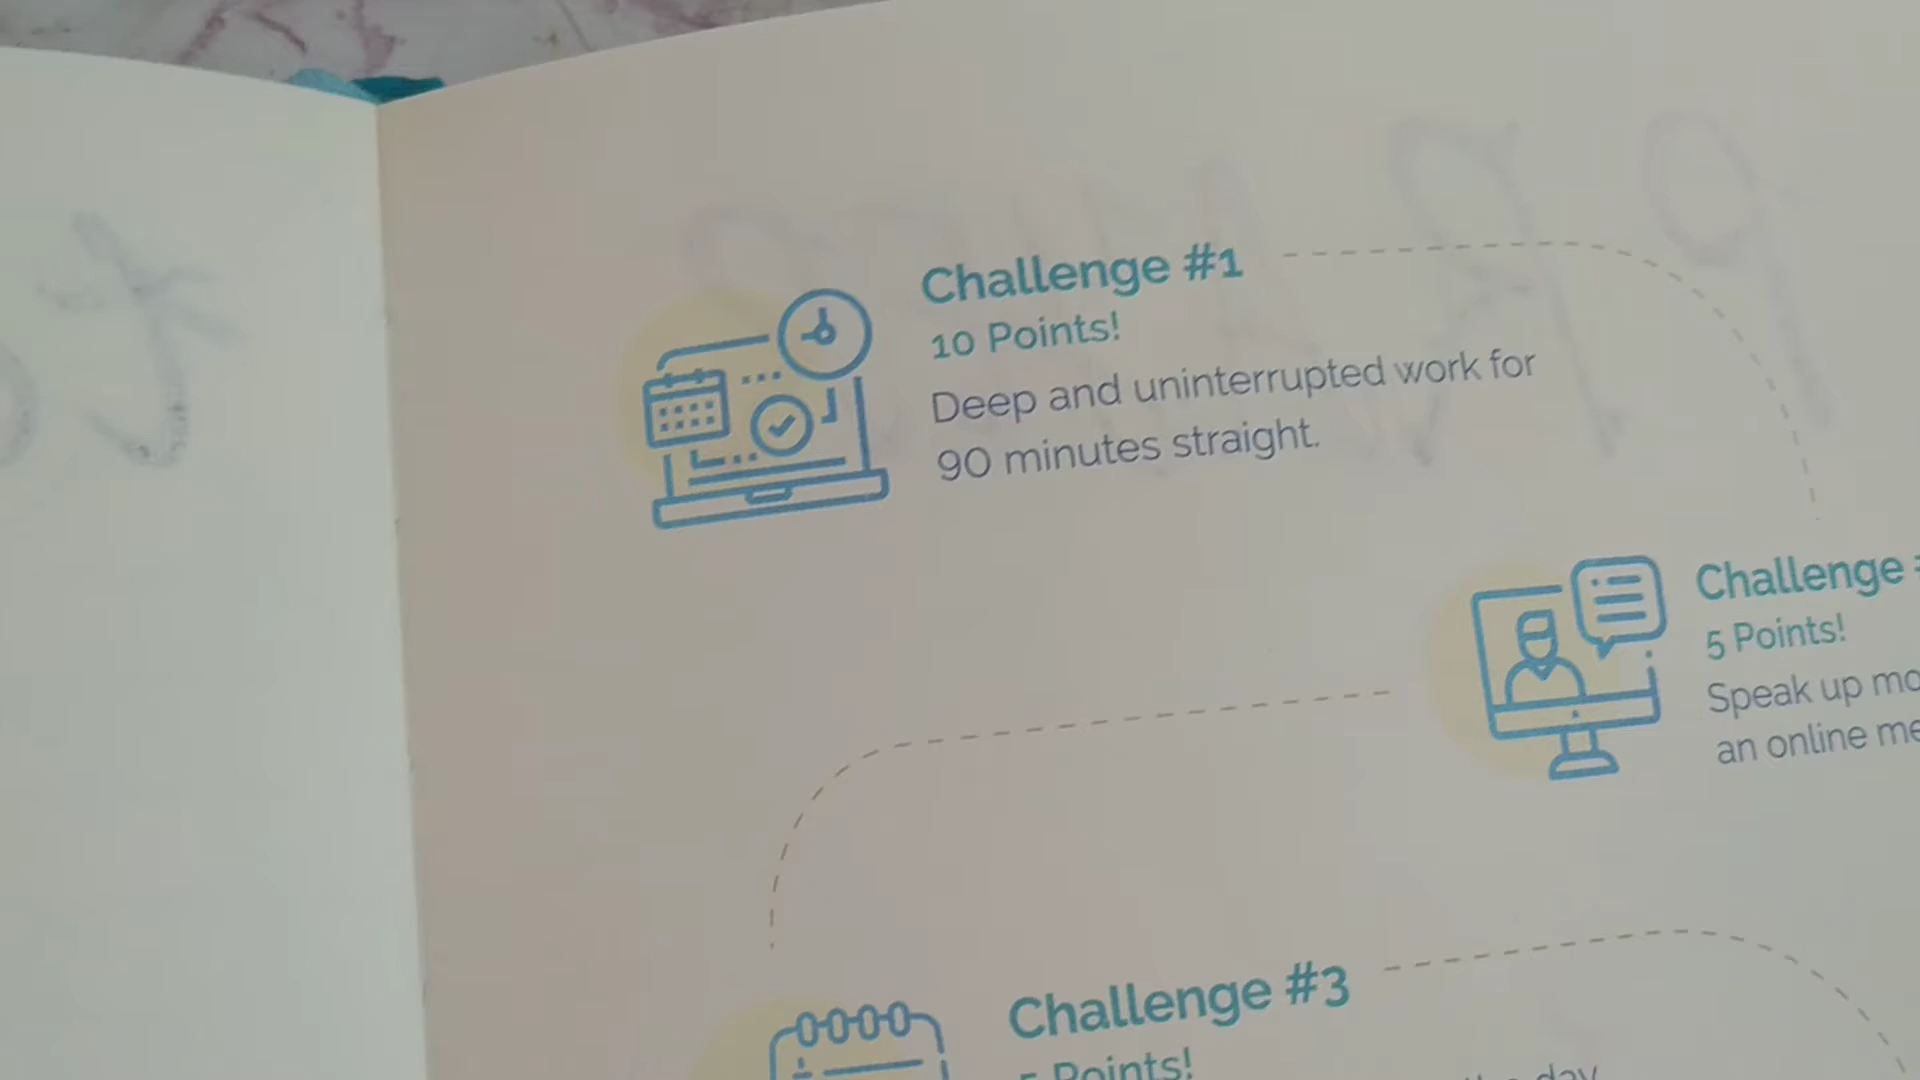 Challenge #1
10 Points!
Deep and uninterrupted work for
90 minutes straight.
Challenge
5 Points!
Speak up
an online
Challenge #3
Points!
day